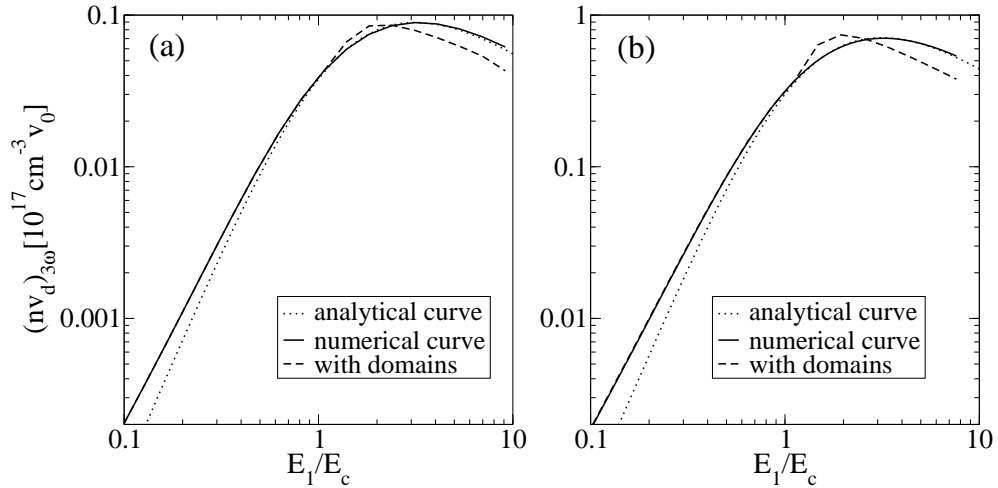 (a)
0.1
0.01
0.001
(nv_d)_{3ω}[10^{17}cm^{-3}v_0]
analytical curve
numerical curve
with domains
0.1
1
10
E_1/E_c
(b)
1
0.1
0.01
analytical curve
numerical curve
with domains
0.1
1
10
E_1/E_c